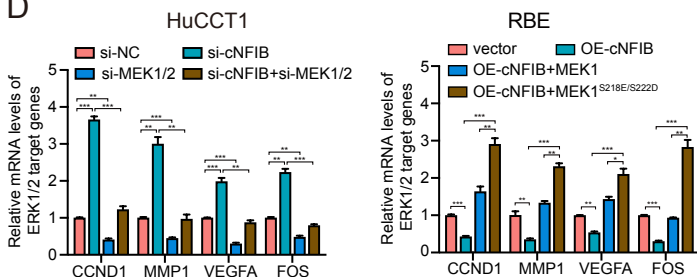 D
HuCCT1
si-NC
si-cNFIB
si-MEK1/2
si-cNFIB+si-MEK1/2
Relative mRNA levels of
ERK1/2 target genes
5
4
3
2
1
0
** *** ***
** ** **
*** *** **
** ** ***
CCND1 MMP1 VEGFA FOS
RBE
vector
OE-cNFIB
OE-cNFIB+MEK1
OE-cNFIB+MEK1S218E/S222D
Relative mRNA levels of
ERK1/2 target genes
5
4
3
2
1
0
*** ** ***
*** ** **
*** * **
*** ** ***
CCND1 MMP1 VEGFA FOS